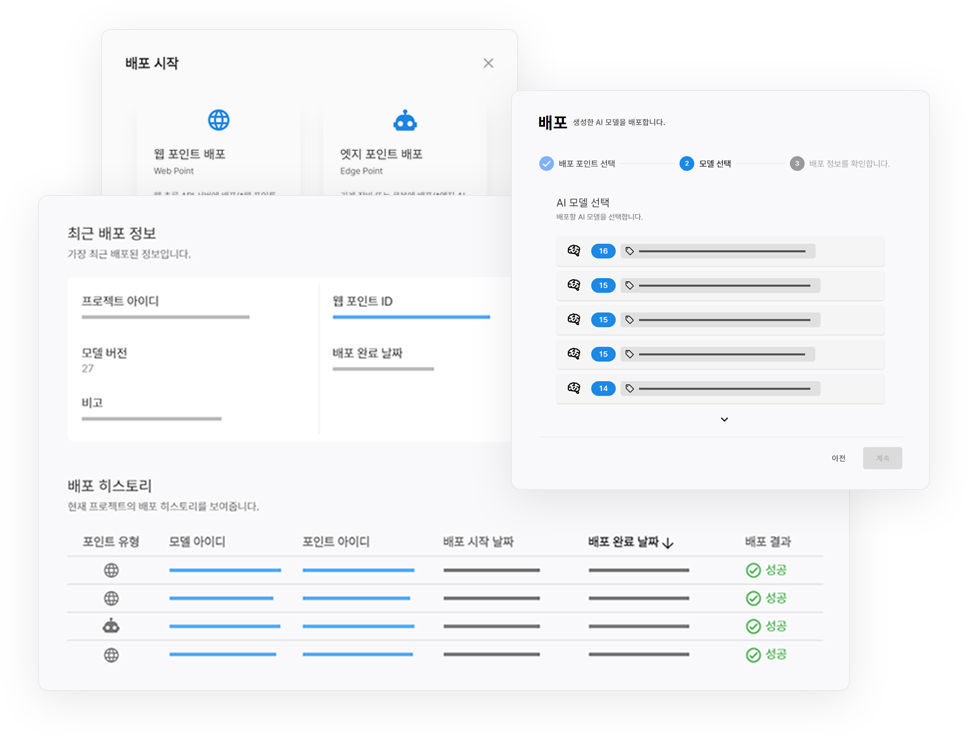 배포 시작
웹 포인트 배포
Web Point
엣지 포인트 배포
Edge Point
배포 생성한 AI 모델을 배포합니다.
배포 포인트 선택
2 모델 선택
3 배포 정보를 확인합니다.
AI 모델 선택
배포할 AI 모델을 선택합니다.
16
15
15
15
14
이전
계속
최근 배포 정보
가장 최근 배포된 정보입니다.
프로젝트 아이디
웹 포인트 ID
모델 버전
27
배포 완료 날짜
비고
배포 히스토리
현재 프로젝트의 배포 히스토리를 보여줍니다.
포인트 유형 모델 아이디 포인트 아이디 배포 시작 날짜 배포 완료 날짜 배포 결과
성공
성공
성공
성공